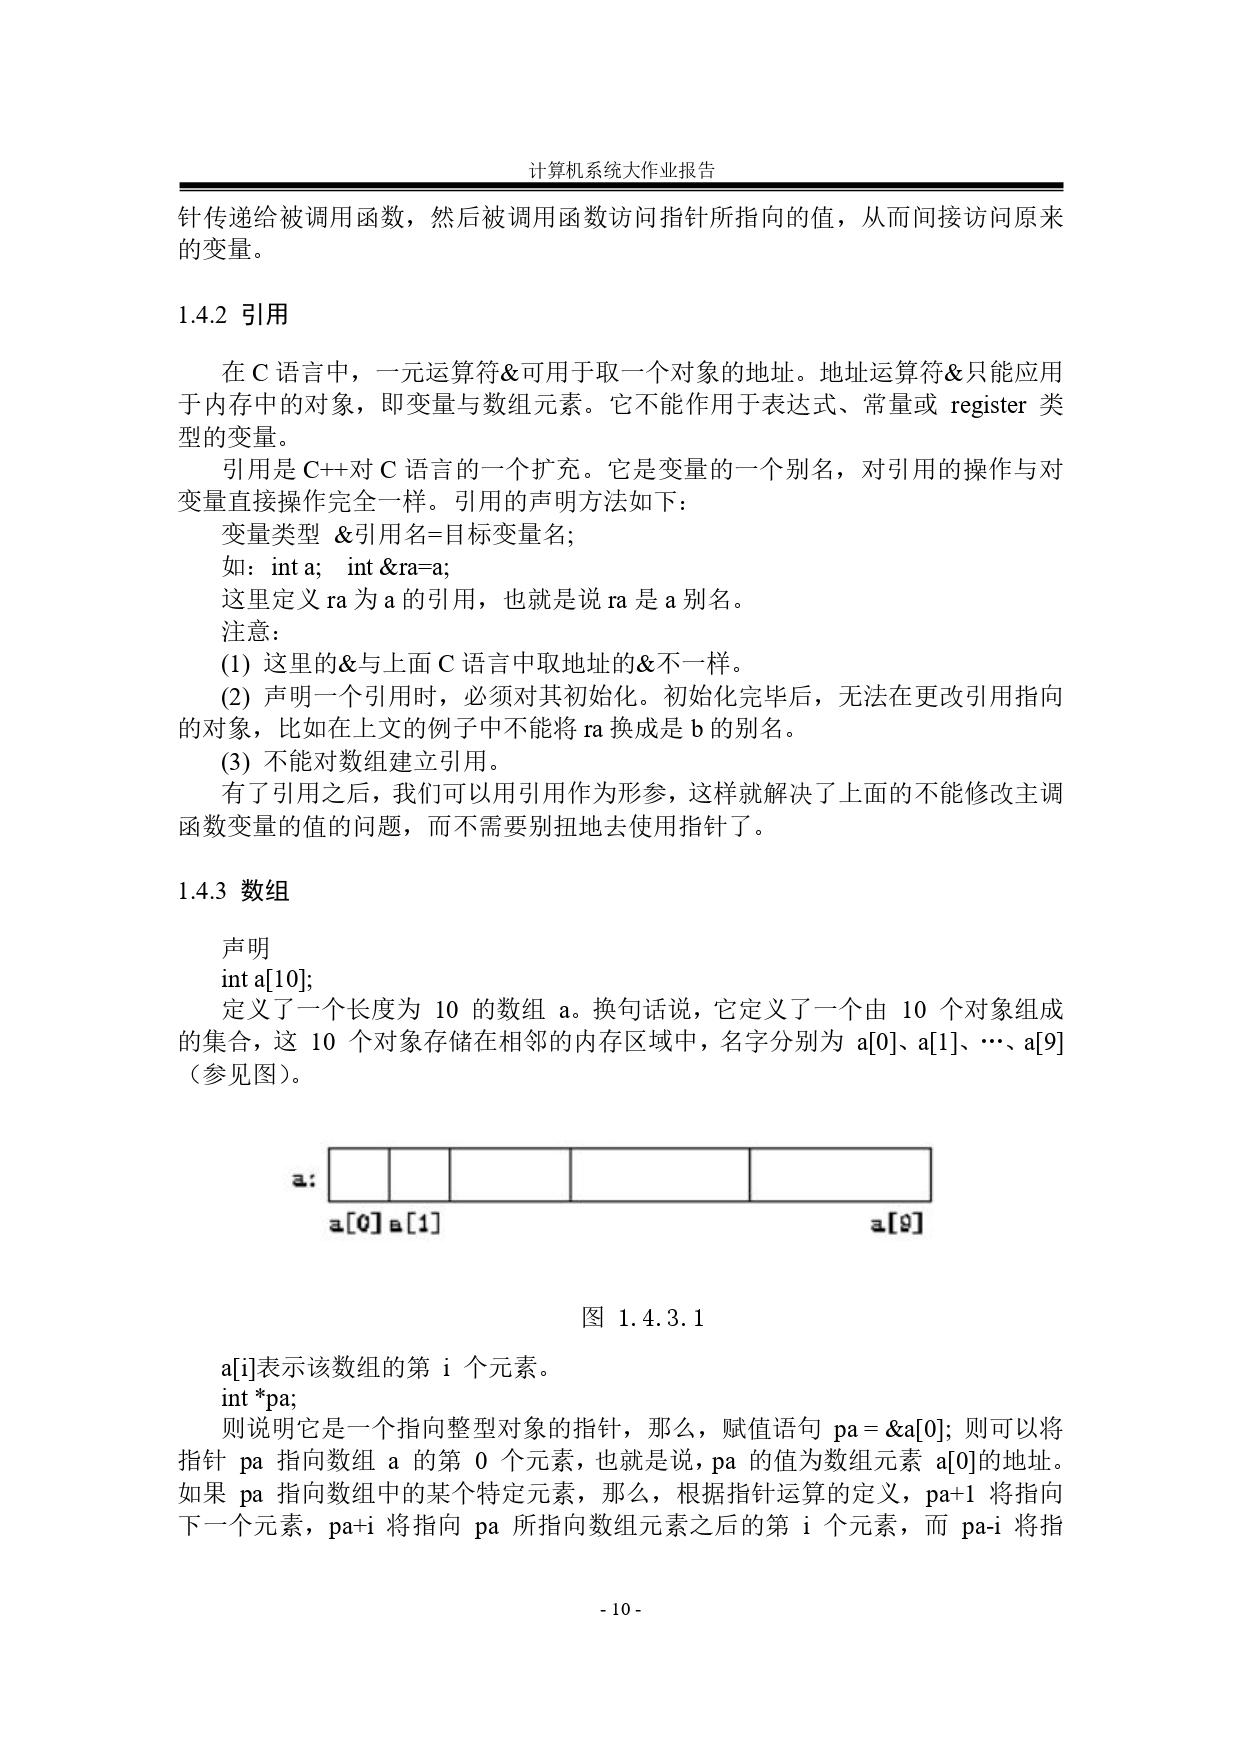 计算机系统大作业报告
针传递给被调用函数，然后被调用函数访问指针所指向的值，从而间接访问原来
的变量。
1.4.2 引用
在 C 语言中，一元运算符&可用于取一个对象的地址。地址运算符&只能应用
于内存中的对象，即变量与数组元素。它不能作用于表达式、常量或 register 类
型的变量。
引用是 C++对 C 语言的一个扩充。它是变量的一个别名，对引用的操作与对
变量直接操作完全一样。引用的声明方法如下：
变量类型 &引用名=目标变量名;
如：int a; int &ra=a;
这里定义 ra 为 a 的引用，也就是说 ra 是 a 别名。
注意：
(1) 这里的&与上面 C 语言中取地址的&不一样。
(2) 声明一个引用时，必须对其初始化。初始化完毕后，无法在更改引用指向
的对象，比如在上文的例子中不能将 ra 换成是 b 的别名。
(3) 不能对数组建立引用。
有了引用之后，我们可以用引用作为形参，这样就解决了上面的不能修改主调
函数变量的值的问题，而不需要别扭地去使用指针了。
1.4.3 数组
声明
int a[10];
定义了一个长度为 10 的数组 a。换句话说，它定义了一个由 10 个对象组成
的集合，这 10 个对象存储在相邻的内存区域中，名字分别为 a[0]、a[1]、…、a[9]
（参见图）。
a:
a[0] a[1] a[9]
图 1.4.3.1
a[i]表示该数组的第 i 个元素。
int *pa;
则说明它是一个指向整型对象的指针，那么，赋值语句 pa = &a[0]; 则可以将
指针 pa 指向数组 a 的第 0 个元素，也就是说，pa 的值为数组元素 a[0]的地址。
如果 pa 指向数组中的某个特定元素，那么，根据指针运算的定义，pa+1 将指向
下一个元素，pa+i 将指向 pa 所指向数组元素之后的第 i 个元素，而 pa-i 将指
- 10 -